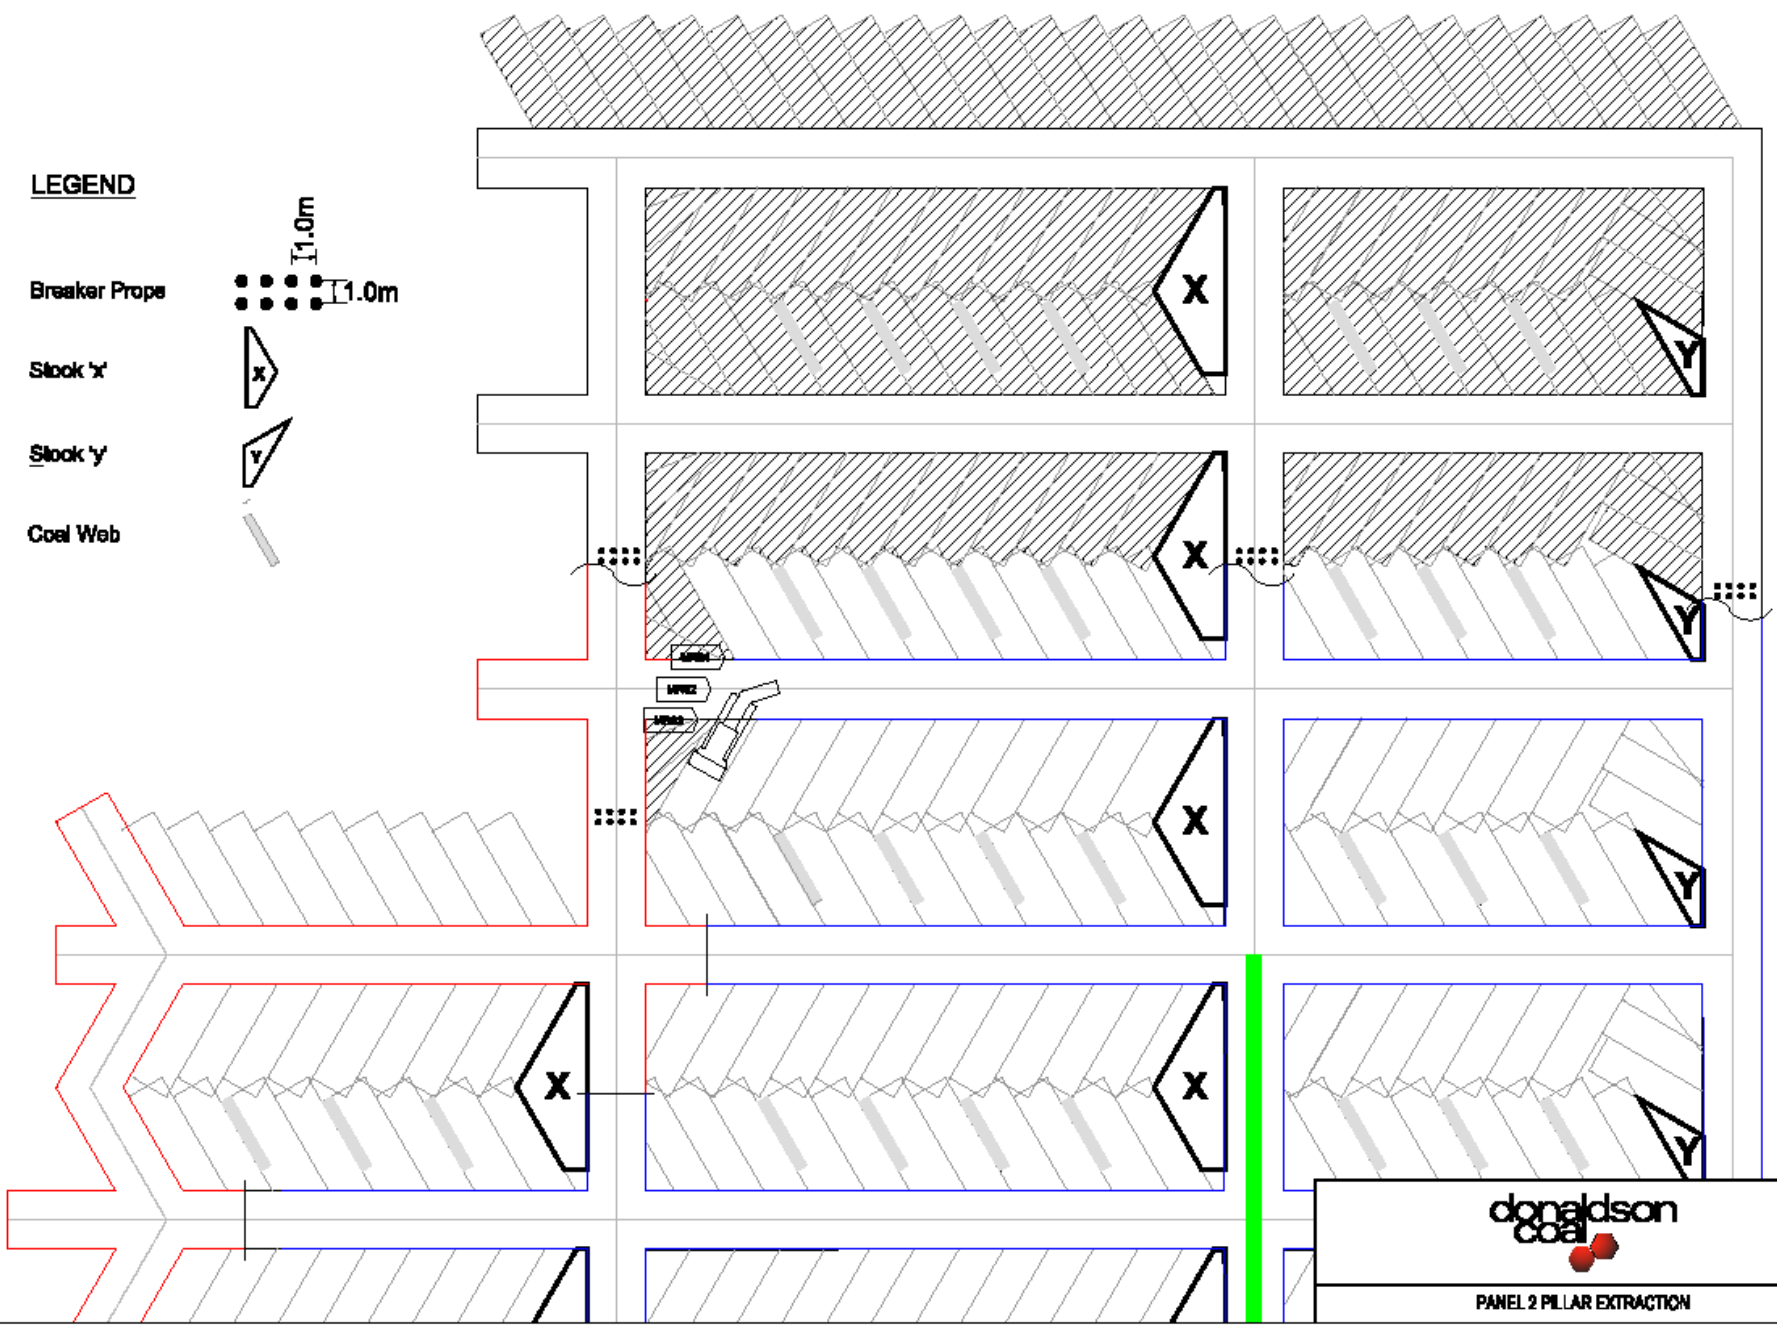 LEGEND
1.0m
Breaker Props
1.0m
Stook 'x'
X
Stook 'y'
Y
Coal Web
X
Y
X
Y
X
Y
X
X
Y
donaldson
coal
PANEL 2 PILLAR EXTRACTION